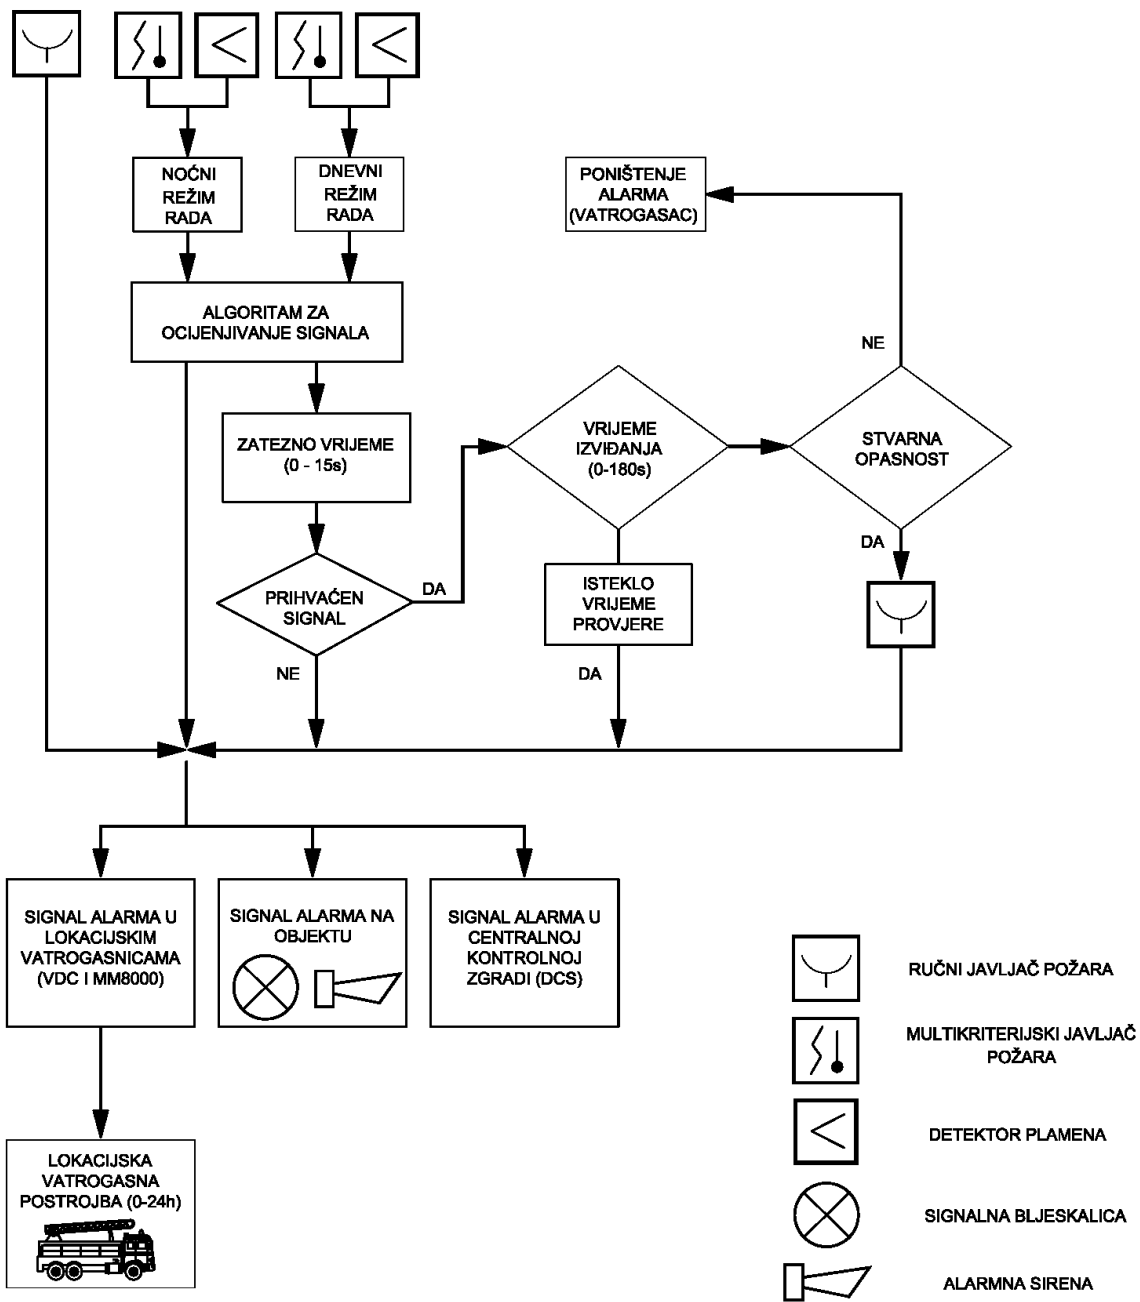 NOĆNI
REŽIM
RADA
DNEVNI
REŽIM
RADA
PONIŠTENJE
ALARMA
(VATROGASAC)
ALGORITAM ZA
OCIJENJIVANJE SIGNALA
NE
ZATEZNO VRIJEME
(0 - 15s)
VRIJEME
IZVIĐANJA
(0-180s)
STVARNA
OPASNOST
DA
PRIHVAĆEN
SIGNAL
DA
ISTEKLO
VRIJEME
PROVJERE
NE
DA
SIGNAL ALARMA U
LOKACIJSKIM
VATROGASNICAMA
(VDC I MM8000)
SIGNAL ALARMA NA
OBJEKTU
SIGNAL ALARMA U
CENTRALNOJ
KONTROLNOJ
ZGRADI (DCS)
LOKACIJSKA
VATROGASNA
POSTROJBA (0-24h)
RUČNI JAVLJAČ POŽARA
MULTIKRITERIJSKI JAVLJAČ
POŽARA
DETEKTOR PLAMENA
SIGNALNA BLJESKALICA
ALARMNA SIRENA